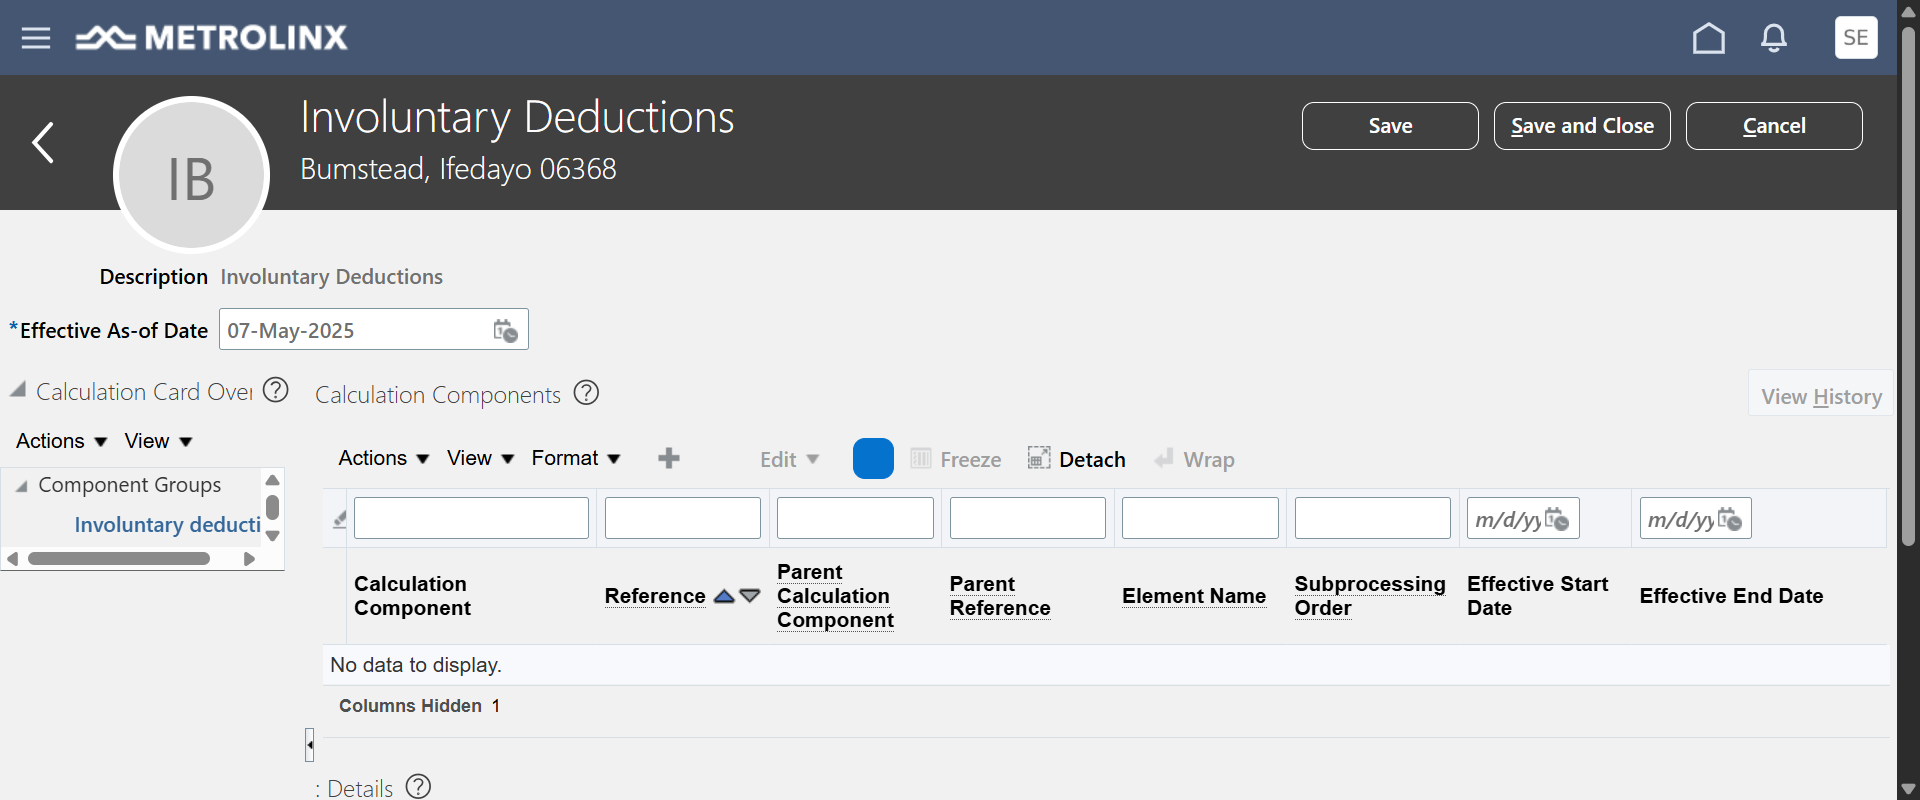 METROLINX
SE
Involuntary Deductions
Bumstead, Ifedayo 06368
Save
Save and Close
Cancel
IB
Description Involuntary Deductions
*Effective As-of Date 07-May-2025
Calculation Card Over
Calculation Components
View History
Actions View
Actions View Format Edit Freeze Detach Wrap
Component Groups
Involuntary deducti
m/d/yy m/d/yy
Calculation Component
Reference
Parent Calculation Component
Parent Reference
Element Name
Subprocessing Order
Effective Start Date
Effective End Date
No data to display.
Columns Hidden 1
: Details